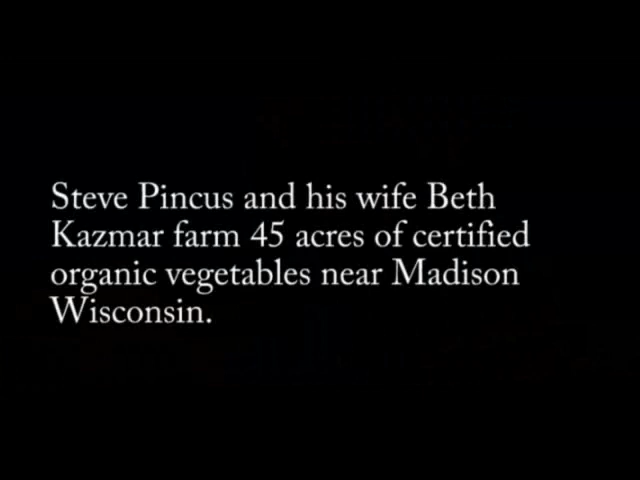 Steve Pincus and his wife Beth
Kazmar farm 45 acres of certified
organic vegetables near Madison
Wisconsin.